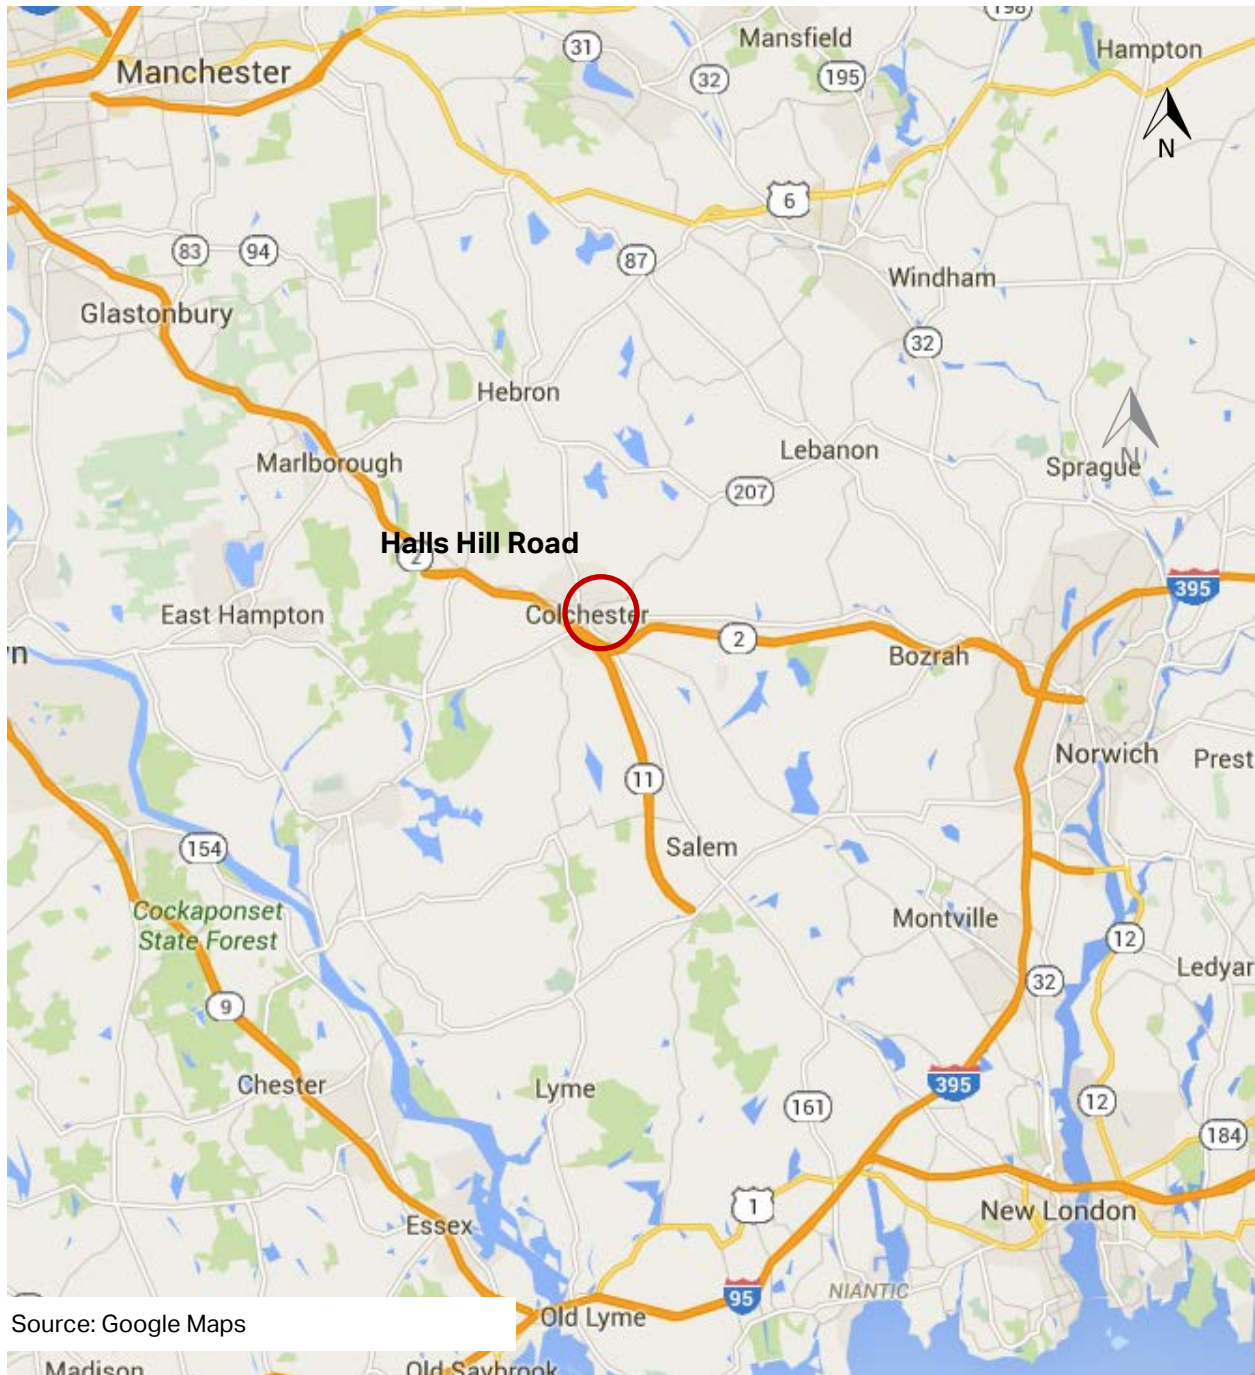 198
31
Mansfield
Hampton
Manchester
32
195
N
6
83
94
87
Windham
Glastonbury
32
Hebron
Lebanon
Marlborough
N
Sprague
207
Halls Hill Road
2
395
East Hampton
Colchester
2
n
Bozrah
Norwich
Prest
11
154
Salem
Cockaponset
State Forest
Montville
12
Ledyar
32
9
Chester
Lyme
395
161
12
184
1
New London
Essex
95
NIANTIC
Source: Google Maps
Old Lyme
Madison
Old Saybrook